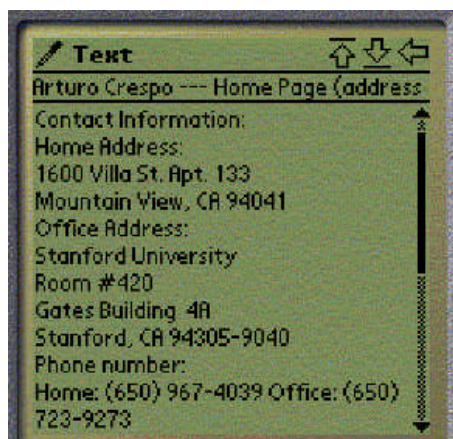 Text
Arturo Crespo --- Home Page (address
Contact Information:
Home Address:
1600 Villa St. Apt. 133
Mountain View, CA 94041
Office Address:
Stanford University
Room #420
Gates Building 4A
Stanford, CA 94305-9040
Phone number:
Home: (650) 967-4039 Office: (650)
723-9273